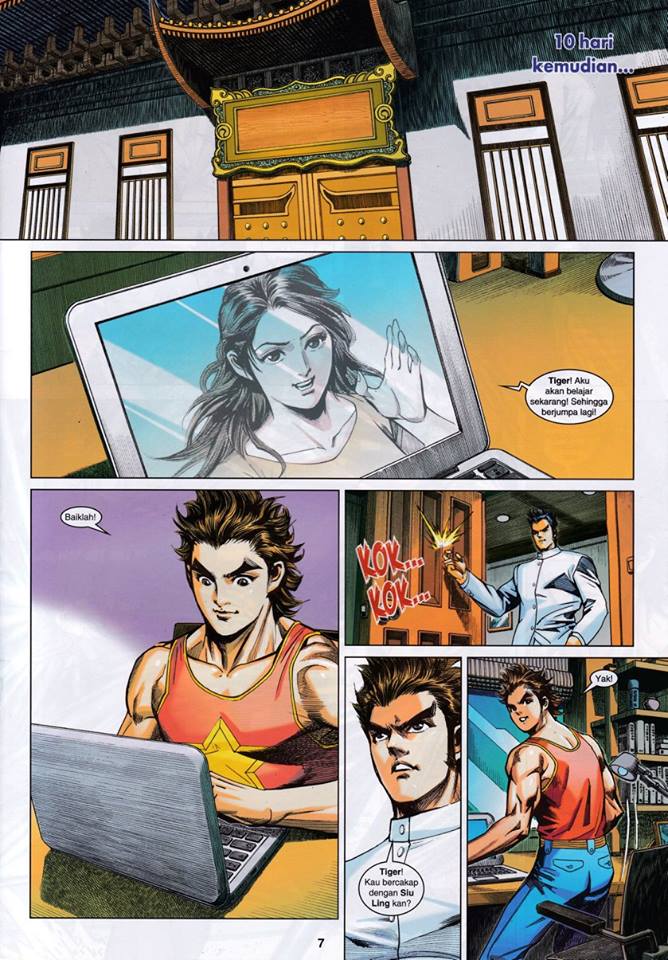 10 hari
kemudian...
Tiger! Aku
akan belajar
sekarang! Sehingga
berjumpa lagi!
Baiklah!
KOK...
KOK...
Tiger!
Kau bercakap
dengan Siu
Ling kan?
Yak!
7